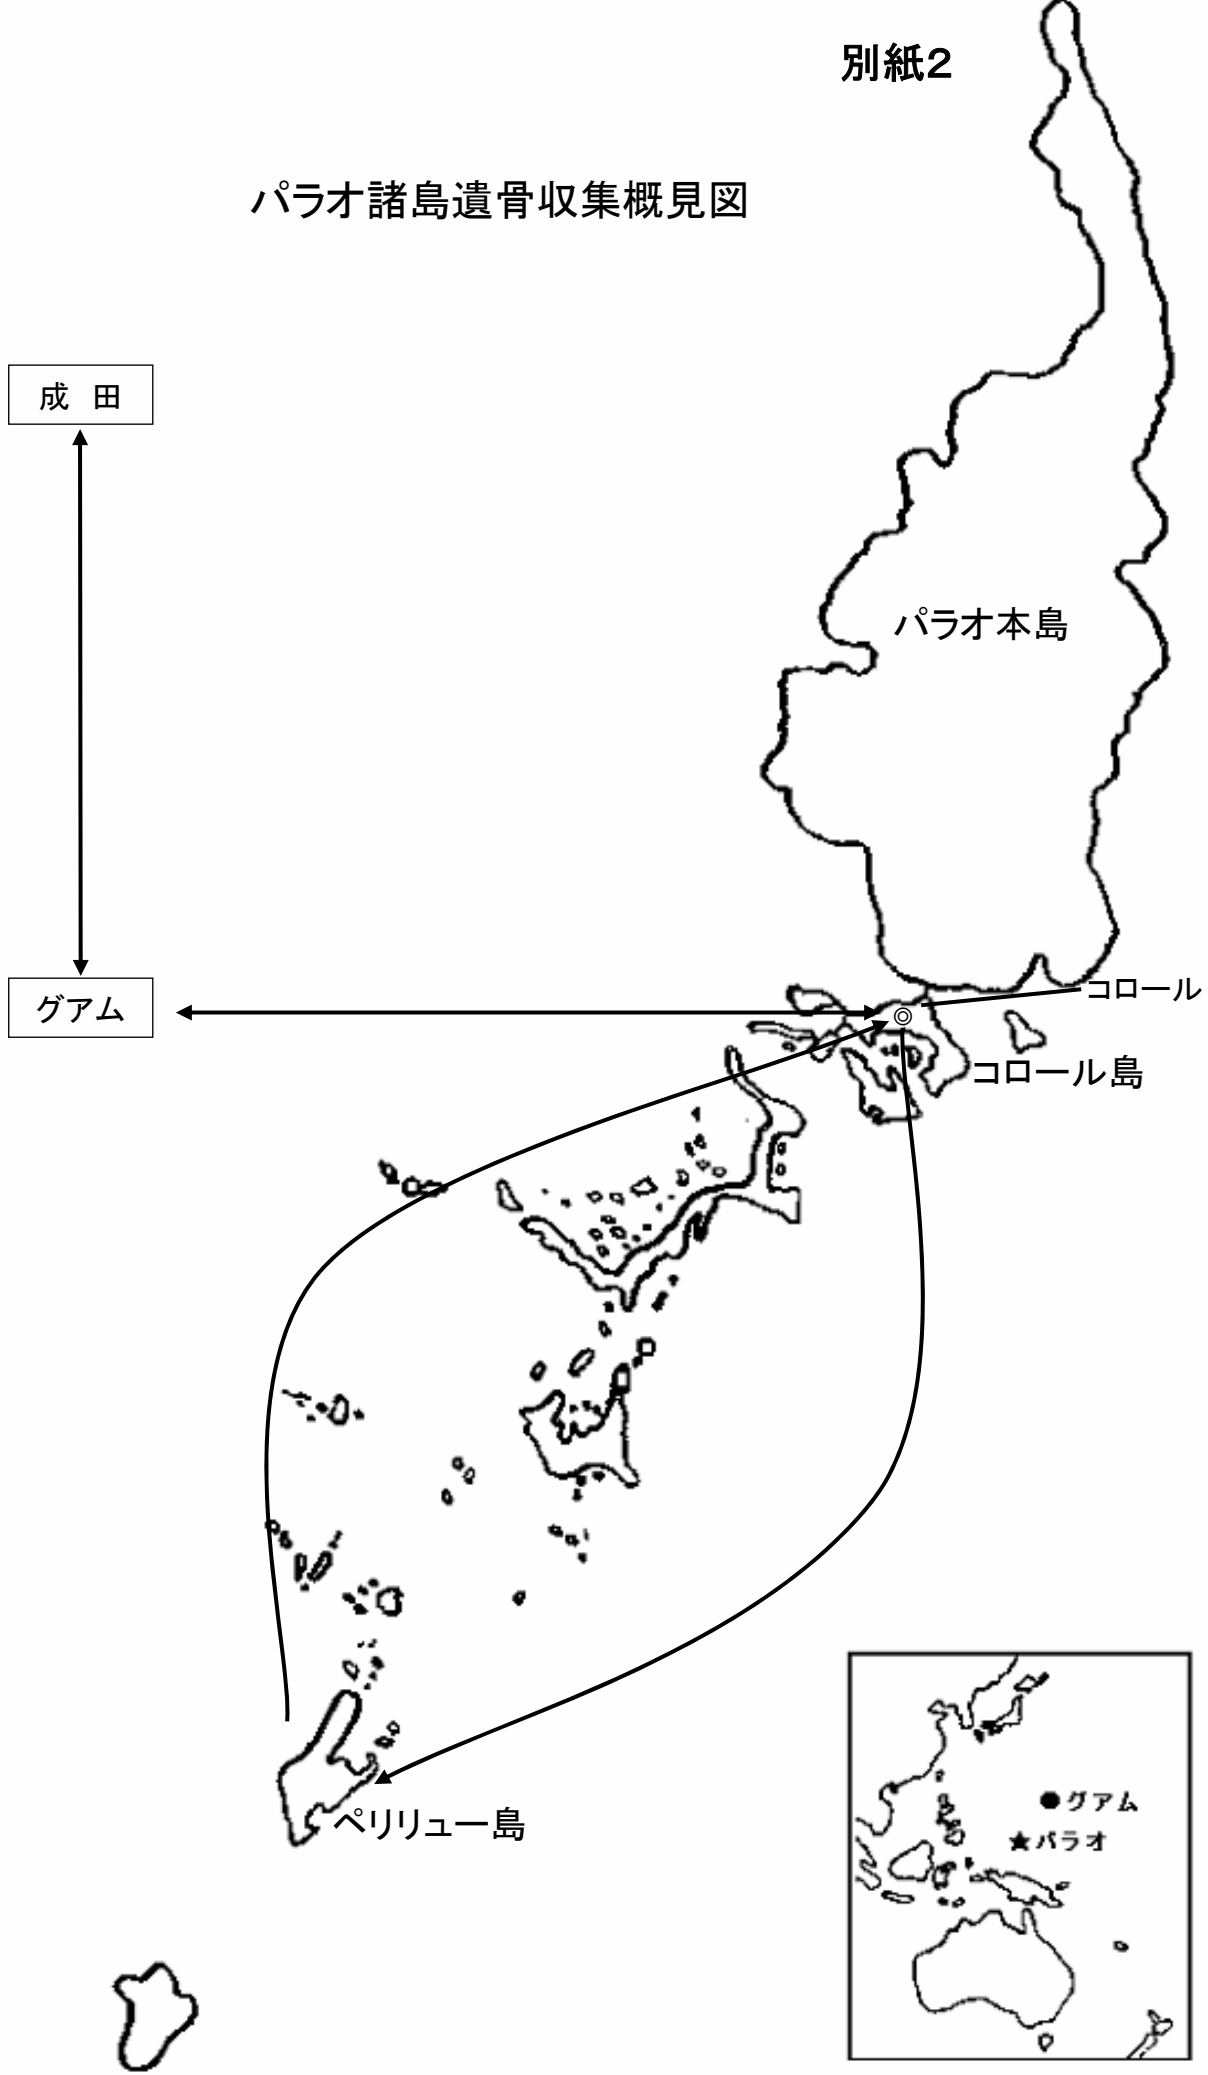 別紙2
パラオ諸島遺骨収集概見図
成 田
パラオ本島
グアム
コロール
コロール島
ペリリュー島
グアム
パラオ